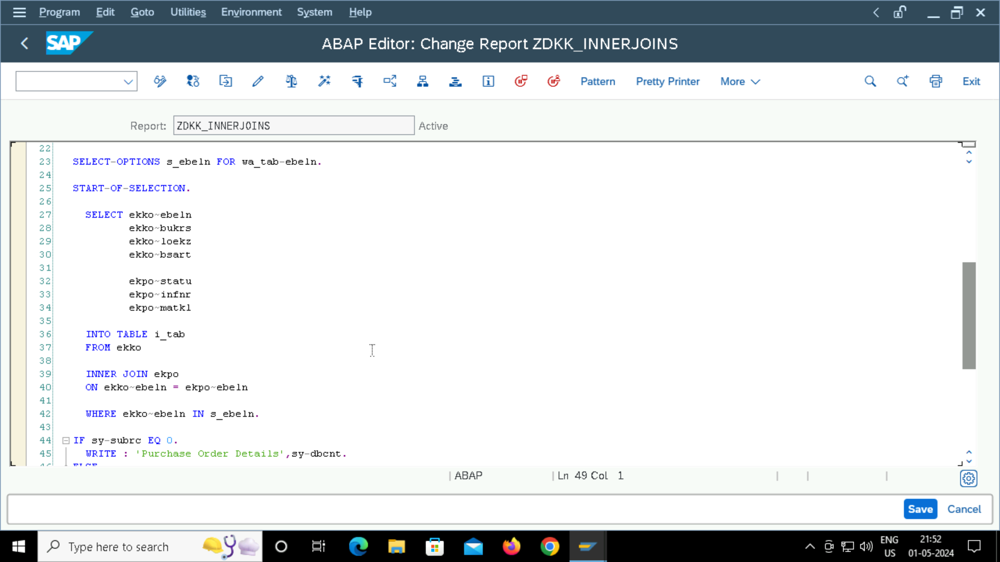 Program Edit Goto Utilities Environment System Help
SAP ABAP Editor: Change Report ZDKK_INNERJOINS
Pattern Pretty Printer More Exit
Report: ZDKK_INNERJOINS Active
22
23 SELECT-OPTIONS s_ebeln FOR wa_tab-ebeln.
24
25 START-OF-SELECTION.
26
27 SELECT ekko~ebeln
28 ekko~bukrs
29 ekko~loekz
30 ekko~bsart
31
32 ekpo~statu
33 ekpo~infnr
34 ekpo~matkl
35
36 INTO TABLE i_tab
37 FROM ekko
38
39 INNER JOIN ekpo
40 ON ekko~ebeln = ekpo~ebeln
41
42 WHERE ekko~ebeln IN s_ebeln.
43
44 IF sy-subrc EQ 0.
45 WRITE : 'Purchase Order Details',sy-dbcnt.
46 ELSE
ABAP Ln 49 Col 1
Save Cancel
Type here to search
ENG 21:52
US 01-05-2024